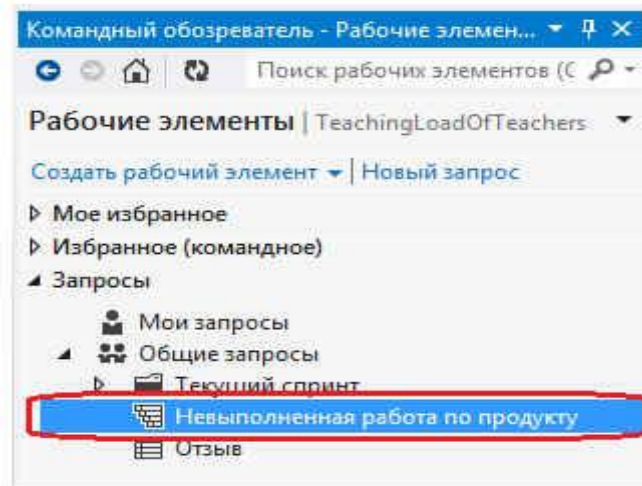 Командный обозреватель - Рабочие элемен...
Поиск рабочих элементов (С
Рабочие элементы | TeachingLoadOfTeachers
Создать рабочий элемент | Новый запрос
Мое избранное
Избранное (командное)
Запросы
Мои запросы
Общие запросы
Текущий спринт
Невыполненная работа по продукту
Отзыв